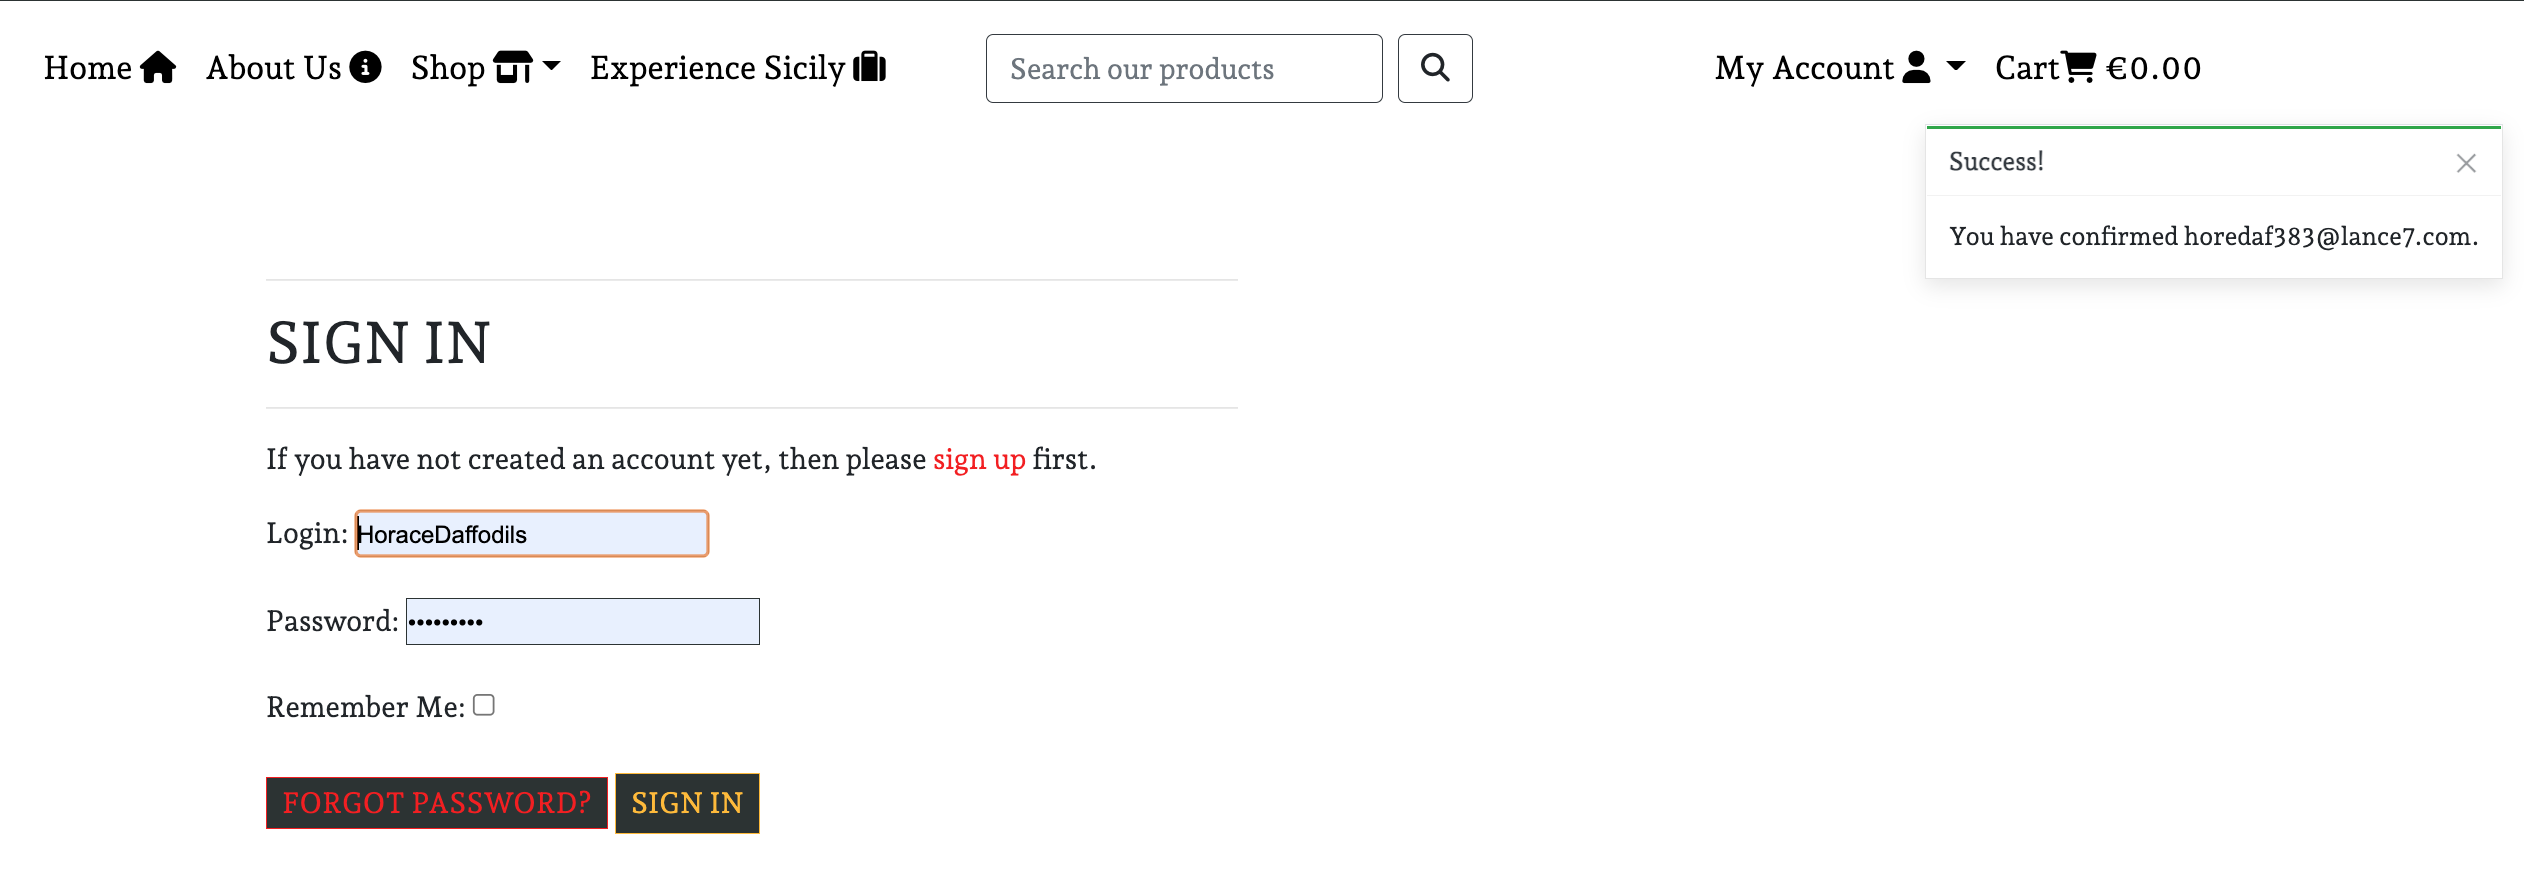 Home About Us Shop Experience Sicily Search our products My Account Cart €0.00
Success!
You have confirmed horedaf383@lance7.com.
SIGN IN
If you have not created an account yet, then please sign up first.
Login: HoraceDaffodils
Password: •••••••••
Remember Me:
FORGOT PASSWORD? SIGN IN